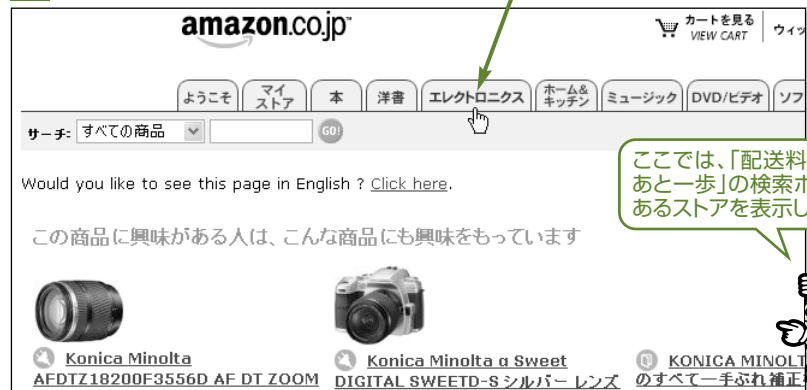 amazon.co.jp
カートを見る
VIEW CART
ようこそ
マイ
ストア
本
洋書
エレクトロニクス
ホーム&
キッチン
ミュージック
DVD/ビデオ
ソフ
サーチ: すべての商品 GO!
ここでは、「配送料
あと一歩」の検索ボ
あるストアを表示し
Would you like to see this page in English ? Click here.
この商品に興味がある人は、こんな商品にも興味をもっています
Konica Minolta
AFDTZ18200F3556D AF DT ZOOM
Konica Minolta α Sweet
DIGITAL SWEETD-S シルバー レンズ
KONICA MINOLT
のすべて―手ぶれ補正